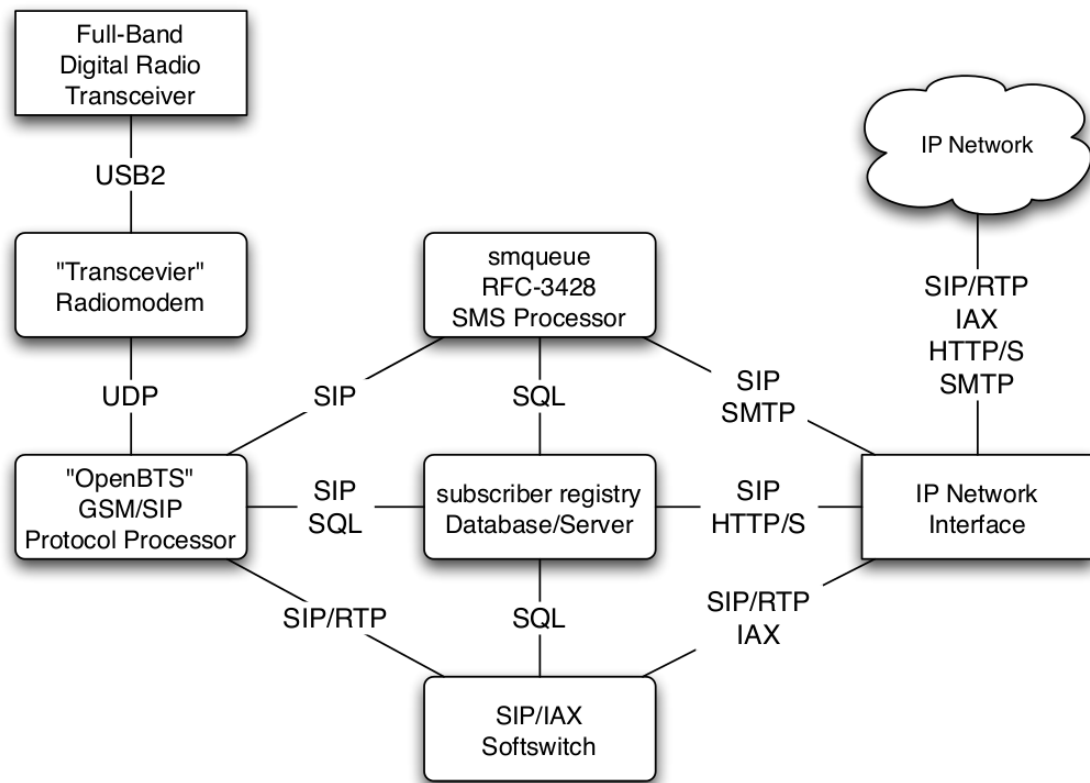 Full-Band
Digital Radio
Transceiver
USB2
"Transcevier"
Radiomodem
UDP
"OpenBTS"
GSM/SIP
Protocol Processor
smqueue
RFC-3428
SMS Processor
SIP
SQL
SIP
SMTP
SIP
SQL
subscriber registry
Database/Server
SIP
HTTP/S
SIP/RTP
SQL
SIP/RTP
IAX
SIP/IAX
Softswitch
IP Network
SIP/RTP
IAX
HTTP/S
SMTP
IP Network
Interface